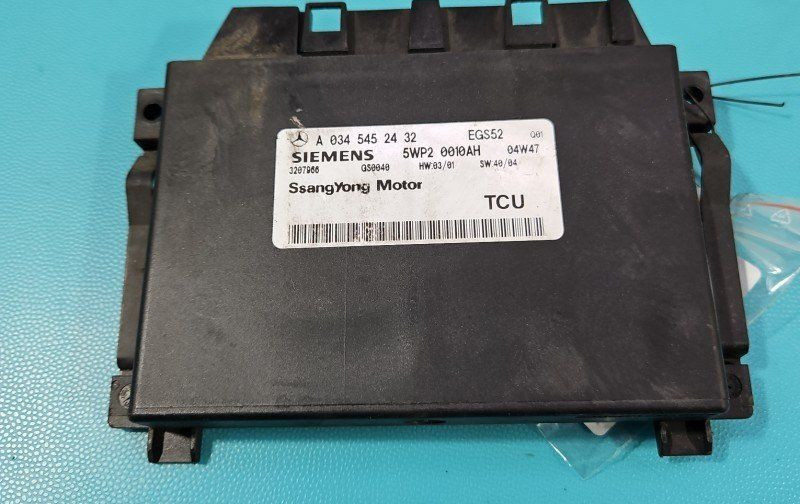 A 034 545 24 32 EGS52 Q01
SIEMENS 5WP2 0010AH 04W47
3207966 GS0040 HW:03/01 SW:40/04
SsangYong Motor
TCU